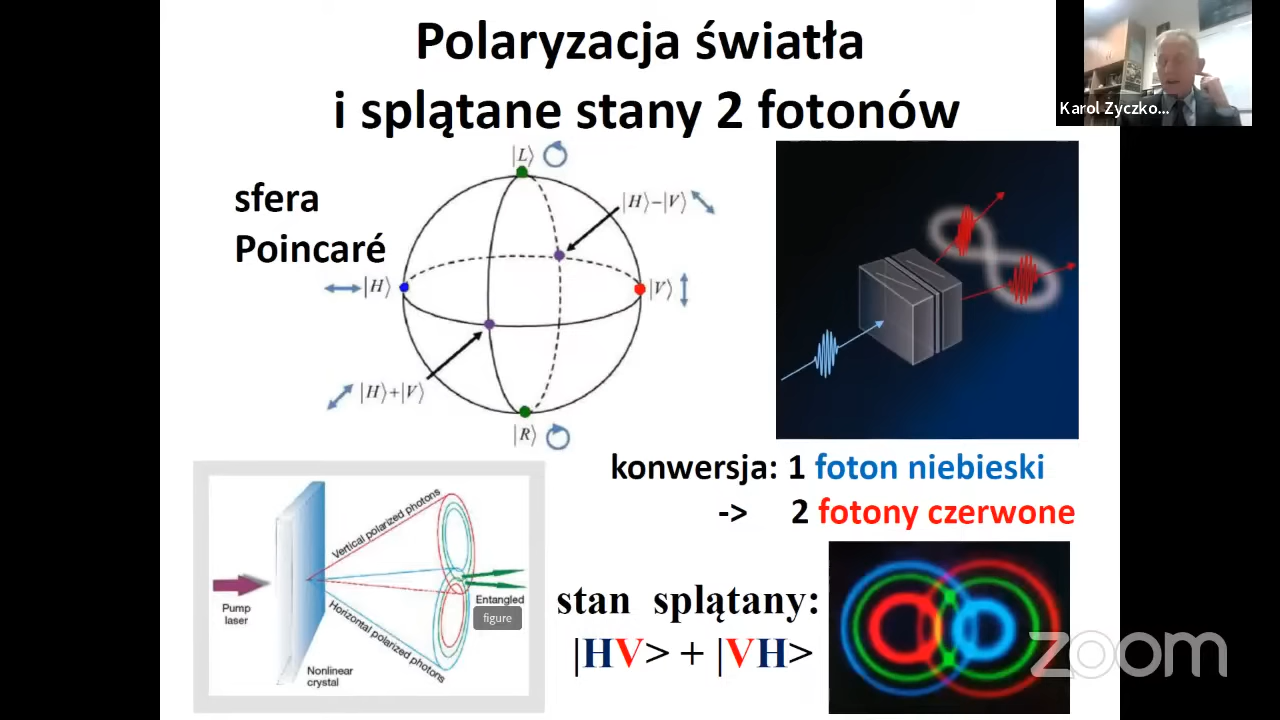 Polaryzacja światła
i splątane stany 2 fotonów
Karol Zyczko...
sfera
Poincaré
|L⟩
|H⟩−|V⟩
|H⟩
|V⟩
|H⟩+|V⟩
|R⟩
konwersja: 1 foton niebieski
-> 2 fotony czerwone
Vertical polarized photons
Pump
laser
Entangled
figure
Horizontal polarized photons
Nonlinear
crystal
stan splątany:
|HV> + |VH>
zoom